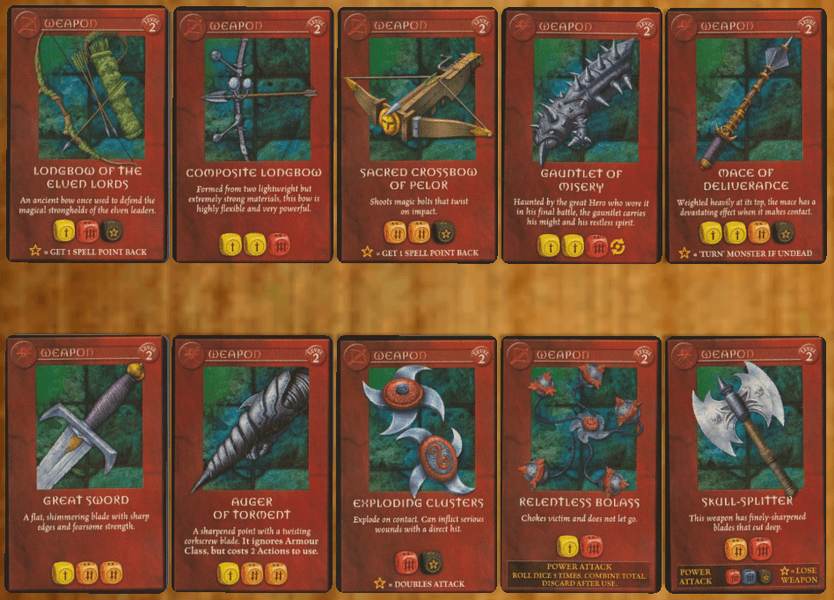 WEAPON
LEVEL 2
LONGBOW OF THE
ELVEN LORDS
An ancient bow once used to defend the
magical strongholds of the elven leaders.
= GET 1 SPELL POINT BACK
WEAPON
LEVEL 2
COMPOSITE LONGBOW
Formed from two lightweight but
extremely strong materials, this bow is
highly flexible and very powerful.
WEAPON
LEVEL 2
SACRED CROSSBOW
OF PELOR
Shoots magic bolts that twist
on impact.
= GET 1 SPELL POINT BACK
WEAPON
LEVEL 2
GAUNTLET OF
MISERY
Haunted by the great Hero who wore it
in his final battle, the gauntlet carries
his might and his restless spirit.
WEAPON
LEVEL 2
MACE OF
DELIVERANCE
Weighted heavily at its top, the mace has a
devastating effect when it makes contact.
= 'TURN' MONSTER IF UNDEAD
WEAPON
LEVEL 2
GREAT SWORD
A flat, shimmering blade with sharp
edges and fearsome strength.
WEAPON
LEVEL 2
AUGER
OF TORMENT
A sharpened point with a twisting
corkscrew blade. It ignores Armour
Class, but costs 2 Actions to use.
WEAPON
LEVEL 2
EXPLODING CLUSTERS
Explode on contact. Can inflict serious
wounds with a direct hit.
= DOUBLES ATTACK
WEAPON
LEVEL 2
RELENTLESS BOLASS
Chokes victim and does not let go.
POWER ATTACK
ROLL DICE 3 TIMES. COMBINE TOTAL.
DISCARD AFTER USE.
WEAPON
LEVEL 2
SKULL-SPLITTER
This weapon has finely-sharpened
blades that cut deep.
POWER
ATTACK
= LOSE
WEAPON